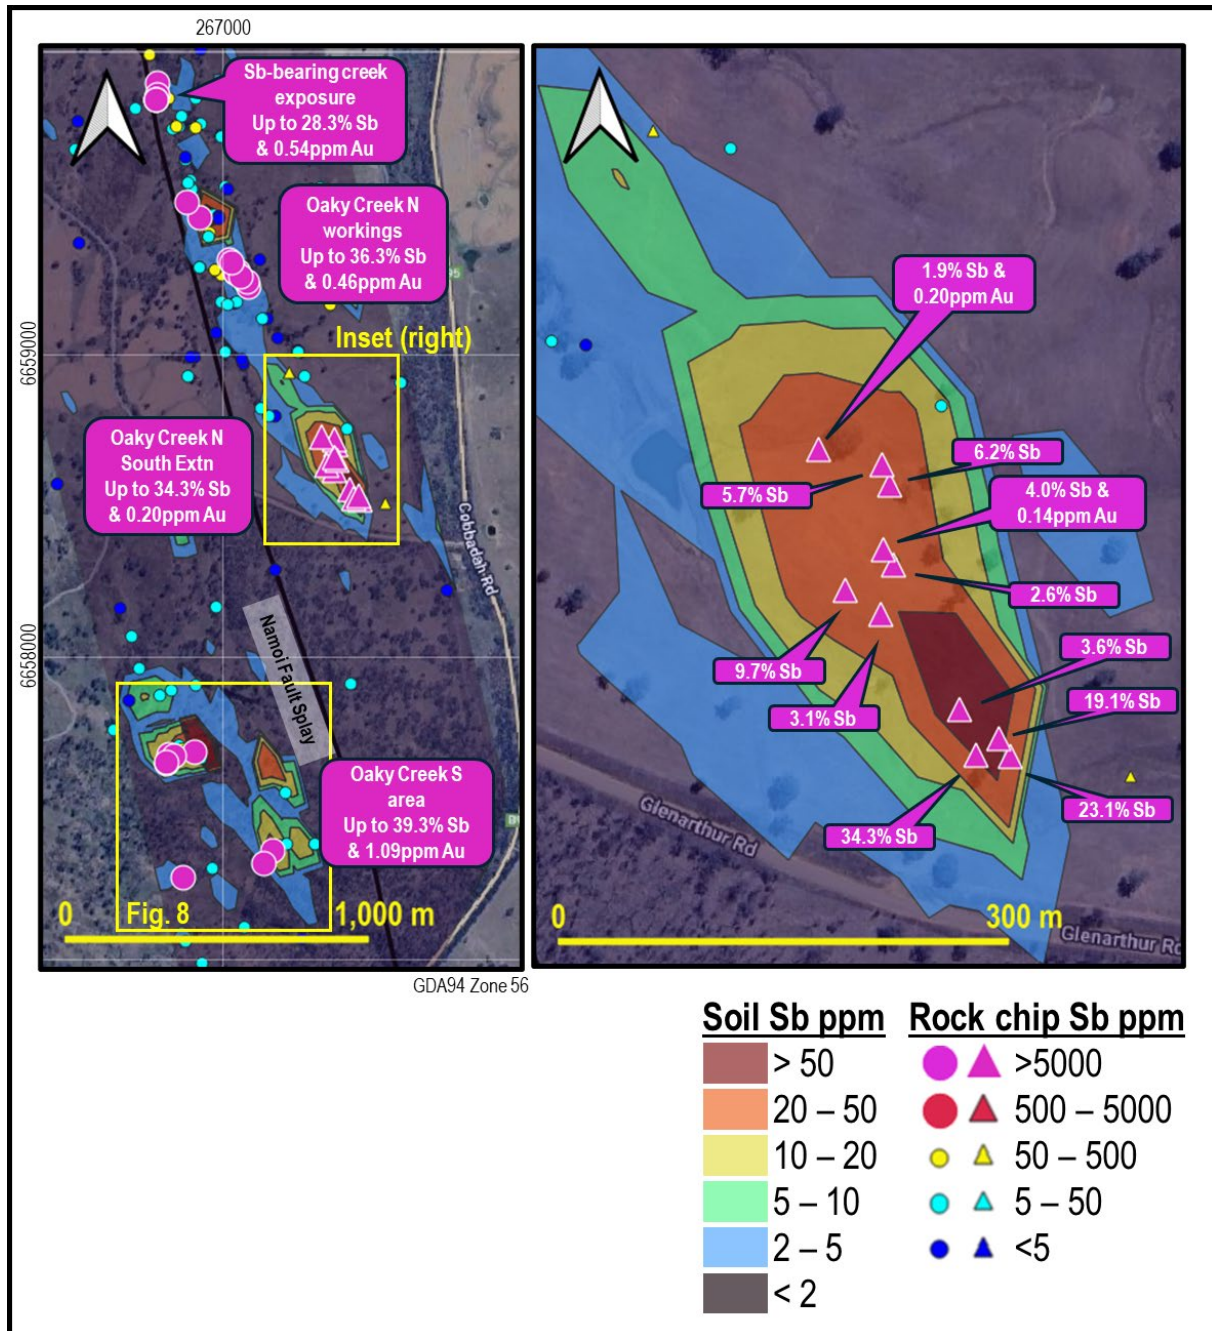 267000
Sb-bearing creek
exposure
Up to 28.3% Sb
& 0.54ppm Au
Oaky Creek N
workings
Up to 36.3% Sb
& 0.46ppm Au
95
Inset (right)
6659000
Oaky Creek N
South Extn
Up to 34.3% Sb
& 0.20ppm Au
Cobbadah Rd
6658000
Namoi Fault Splay
Oaky Creek S
area
Up to 39.3% Sb
& 1.09ppm Au
0
Fig. 8
1,000 m
GDA94 Zone 56
1.9% Sb &
0.20ppm Au
6.2% Sb
5.7% Sb
4.0% Sb &
0.14ppm Au
2.6% Sb
9.7% Sb
3.6% Sb
3.1% Sb
19.1% Sb
23.1% Sb
34.3% Sb
Glenarthur Rd
0
300 m
Glenarthur Rd
Soil Sb ppm
> 50
20 – 50
10 – 20
5 – 10
2 – 5
< 2
Rock chip Sb ppm
>5000
500 – 5000
50 – 500
5 – 50
<5